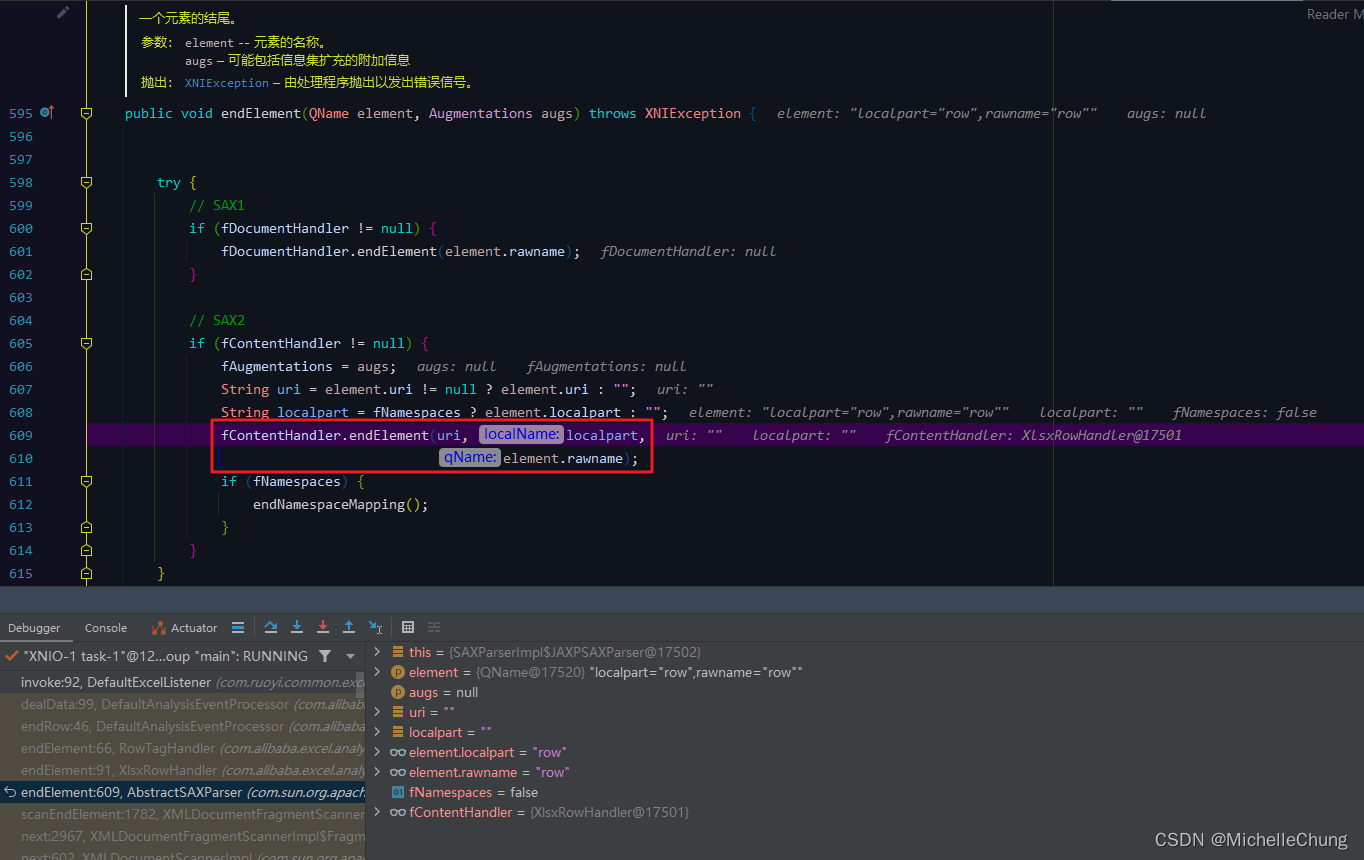 一个元素的结尾。
Reader M
参数: element -- 元素的名称。
augs – 可能包括信息集扩充的附加信息
抛出: XNIException – 由处理程序抛出以发出错误信号。
595 public void endElement(QName element, Augmentations augs) throws XNIException { element: "localpart="row",rawname="row"" augs: null
596
597
598 try {
599 // SAX1
600 if (fDocumentHandler != null) {
601 fDocumentHandler.endElement(element.rawname); fDocumentHandler: null
602 }
603
604 // SAX2
605 if (fContentHandler != null) {
606 fAugmentations = augs; augs: null fAugmentations: null
607 String uri = element.uri != null ? element.uri : ""; uri: ""
608 String localpart = fNamespaces ? element.localpart : ""; element: "localpart="row",rawname="row"" localpart: "" fNamespaces: false
609 fContentHandler.endElement(uri, localName: localpart, uri: "" localpart: "" fContentHandler: XlsxRowHandler@17501
610 qName: element.rawname);
611 if (fNamespaces) {
612 endNamespaceMapping();
613 }
614 }
615 }
Debugger Console Actuator
"XNIO-1 task-1"@12...oup "main": RUNNING
invoke:92, DefaultExcelListener (com.ruoyi.common.exc
dealData:99, DefaultAnalysisEventProcessor (com.alibab
endRow:46, DefaultAnalysisEventProcessor (com.alibaba
endElement:66, RowTagHandler (com.alibaba.excel.analy
endElement:91, XlsxRowHandler (com.alibaba.excel.analy
endElement:609, AbstractSAXParser (com.sun.org.apach
scanEndElement:1782, XMLDocumentFragmentScanner
next:2967, XMLDocumentFragmentScannerImpl$Fragm
next:602, XMLDocumentScannerImpl (com.sun.org.apac
this = {SAXParserImpl$JAXPSAXParser@17502}
element = {QName@17520} "localpart="row",rawname="row""
augs = null
uri = ""
localpart = ""
element.localpart = "row"
element.rawname = "row"
fNamespaces = false
fContentHandler = {XlsxRowHandler@17501}
CSDN @MichelleChung